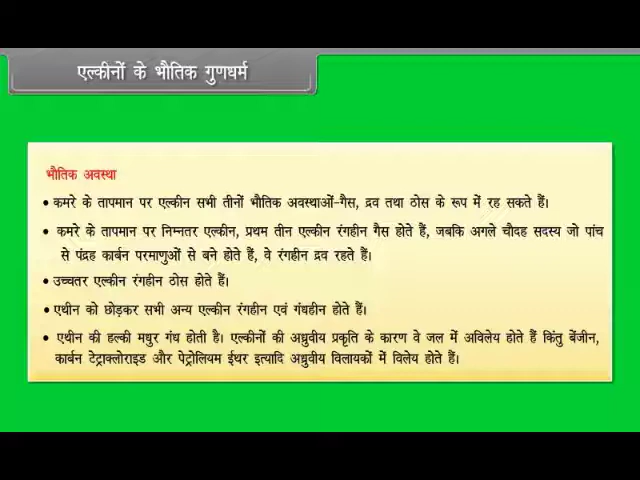 एल्कीनों के भौतिक गुणधर्म
भौतिक अवस्था
• कमरे के तापमान पर एल्कीन सभी तीनों भौतिक अवस्थाओं-गैस, द्रव तथा ठोस के रूप में रह सकते हैं।
• कमरे के तापमान पर निम्नतर एल्कीन, प्रथम तीन एल्कीन रंगहीन गैस होते हैं, जबकि अगले चौदह सदस्य जो पांच
से पंद्रह कार्बन परमाणुओं से बने होते हैं, वे रंगहीन द्रव रहते हैं।
• उच्चतर एल्कीन रंगहीन ठोस होते हैं।
• एथीन को छोड़कर सभी अन्य एल्कीन रंगहीन एवं गंधहीन होते हैं।
• एथीन की हल्की मधुर गंध होती है। एल्कीनों की अध्रुवीय प्रकृति के कारण वे जल में अविलेय होते हैं किंतु बेंजीन,
कार्बन टेट्राक्लोराइड और पेट्रोलियम ईथर इत्यादि अध्रुवीय विलायकों में विलेय होते हैं।